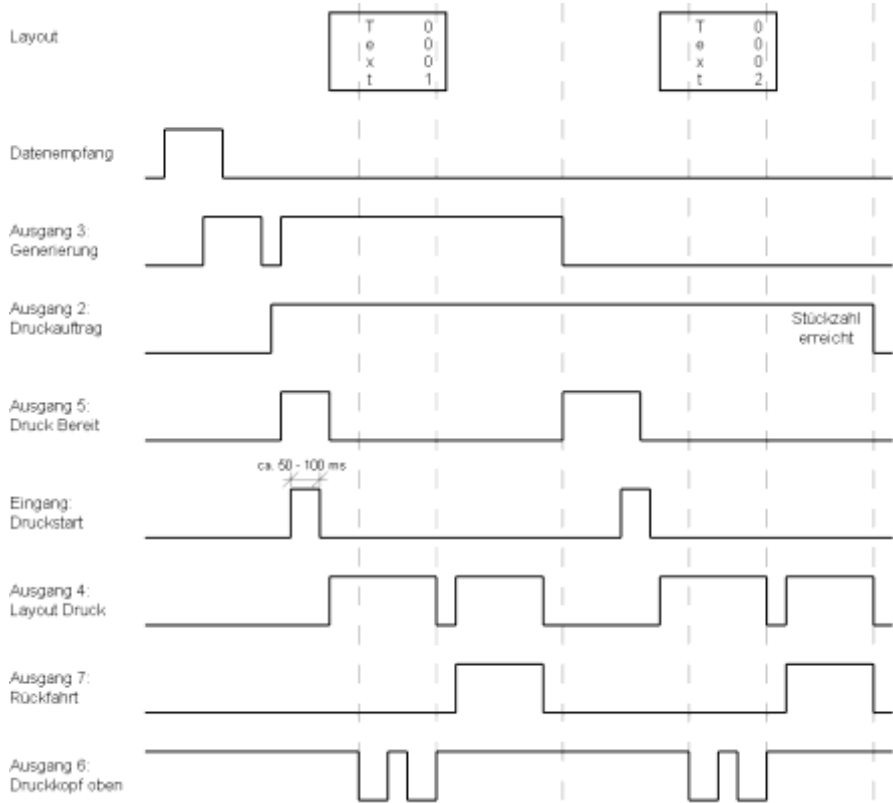 Layout
T 0
e 0
x 0
t 1
T 0
e 0
x 0
t 2
Datenempfang
Ausgang 3:
Generierung
Ausgang 2:
Druckauftrag
Stückzahl
erreicht
Ausgang 5:
Druck Bereit
ca. 50 - 100 ms
Eingang:
Druckstart
Ausgang 4:
Layout Druck
Ausgang 7:
Rückfahrt
Ausgang 6:
Druckkopf oben